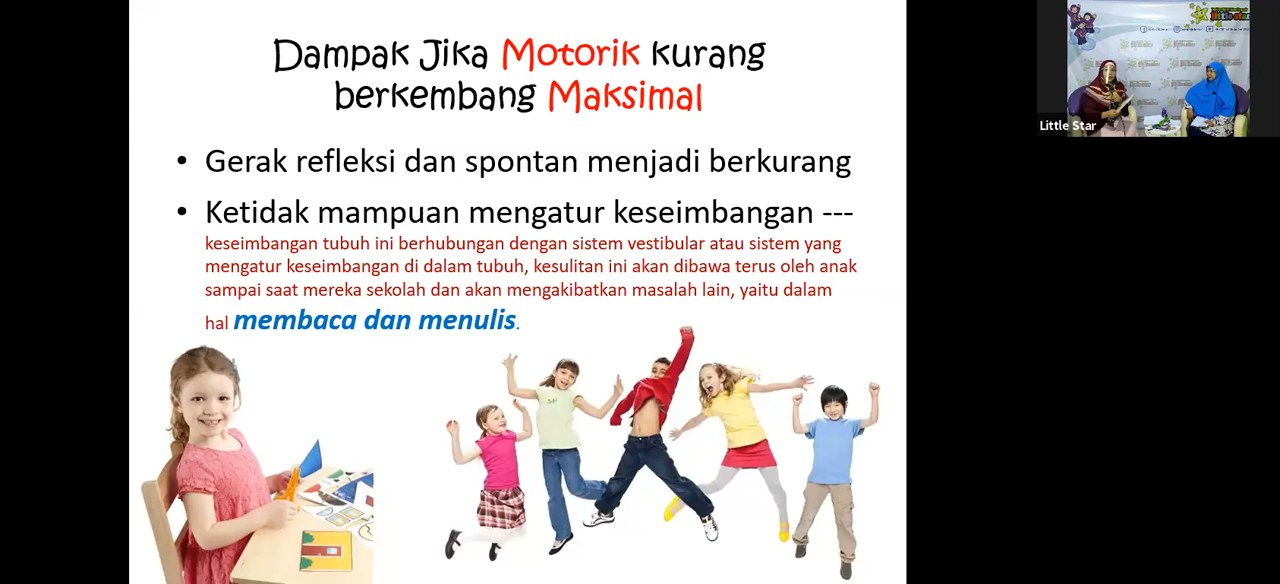 Dampak Jika Motorik kurang
berkembang Maksimal
• Gerak refleksi dan spontan menjadi berkurang
• Ketidak mampuan mengatur keseimbangan ---
keseimbangan tubuh ini berhubungan dengan sistem vestibular atau sistem yang
mengatur keseimbangan di dalam tubuh, kesulitan ini akan dibawa terus oleh anak
sampai saat mereka sekolah dan akan mengakibatkan masalah lain, yaitu dalam
hal membaca dan menulis.
Little Star